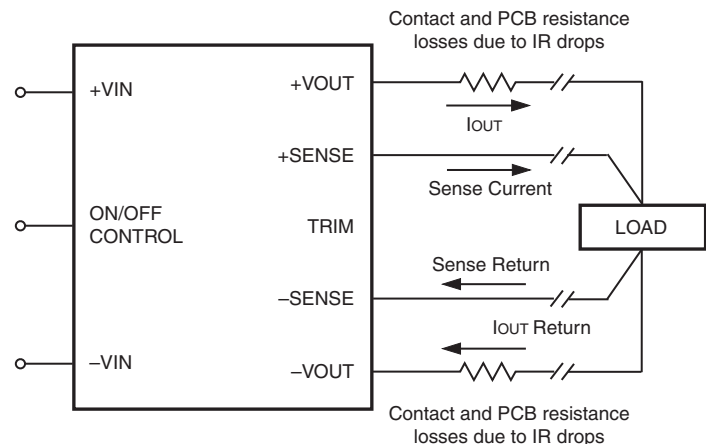 Contact and PCB resistance
losses due to IR drops
+VIN
+VOUT
IOUT
+SENSE
Sense Current
ON/OFF
CONTROL
TRIM
LOAD
Sense Return
–SENSE
IOUT Return
–VIN
–VOUT
Contact and PCB resistance
losses due to IR drops